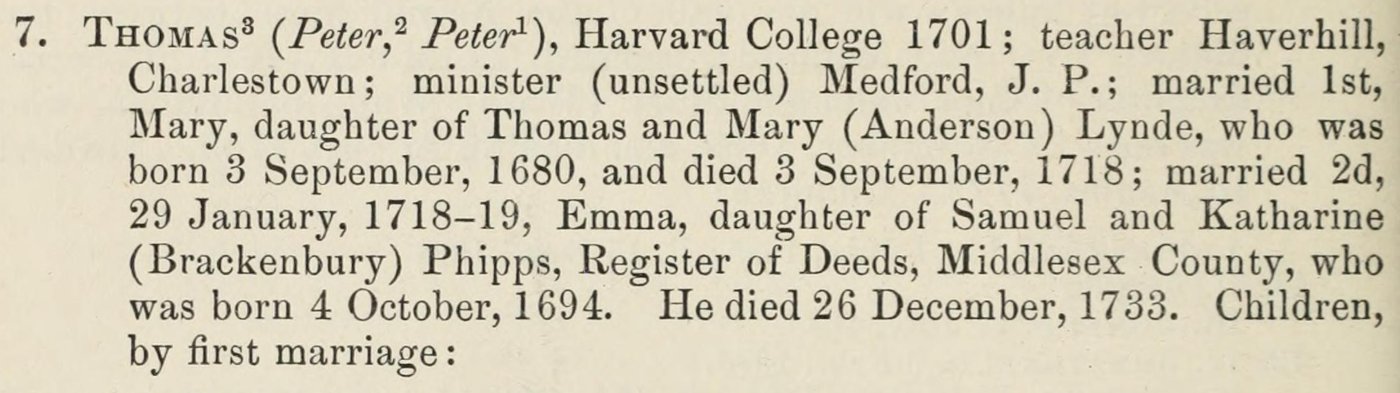 7. THOMAS³ (Peter,² Peter¹), Harvard College 1701; teacher Haverhill,
Charlestown; minister (unsettled) Medford, J. P.; married 1st,
Mary, daughter of Thomas and Mary (Anderson) Lynde, who was
born 3 September, 1680, and died 3 September, 1718; married 2d,
29 January, 1718–19, Emma, daughter of Samuel and Katharine
(Brackenbury) Phipps, Register of Deeds, Middlesex County, who
was born 4 October, 1694. He died 26 December, 1733. Children,
by first marriage: